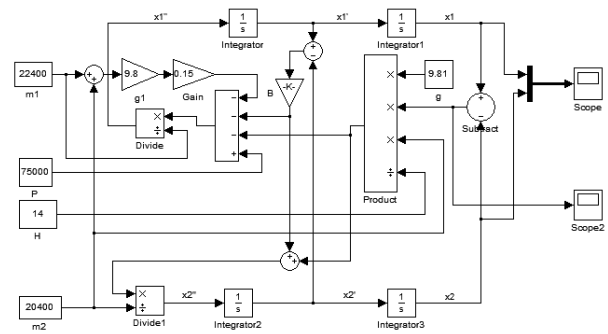 x1''
1
s
Integrator
x1'
1
s
Integrator1
x1
22400
m1
+
+
9.8
g1
0.15
Gain
-K-
B
+
−
9.81
g
×
×
×
÷
Product
+
−
Subtract
Scope
×
÷
Divide
−
−
−
+
75000
P
14
H
Scope2
+
+
20400
m2
×
÷
Divide1
x2''
1
s
Integrator2
x2'
1
s
Integrator3
x2